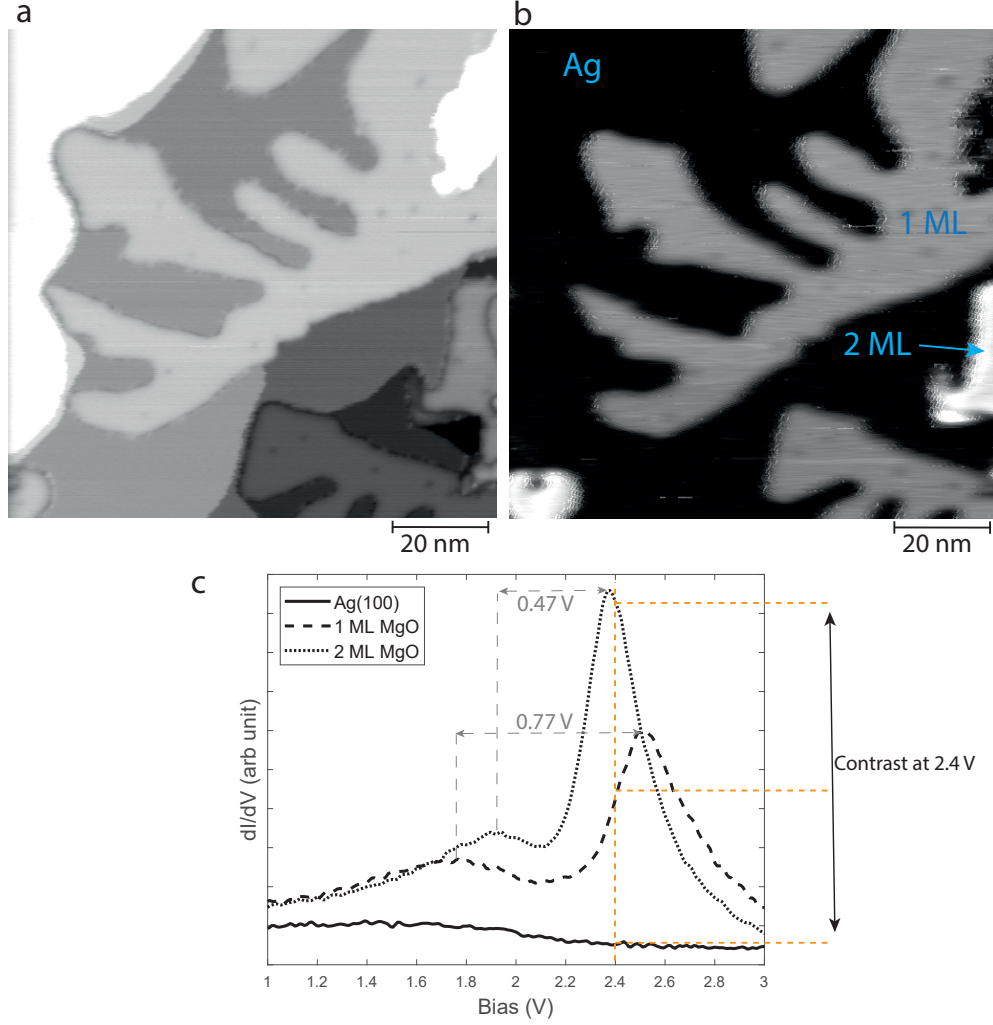 a
b
Ag
1 ML
2 ML
20 nm
20 nm
c
Ag(100)
1 ML MgO
2 ML MgO
0.47 V
0.77 V
Contrast at 2.4 V
dI/dV (arb unit)
1 1.2 1.4 1.6 1.8 2 2.2 2.4 2.6 2.8 3
Bias (V)